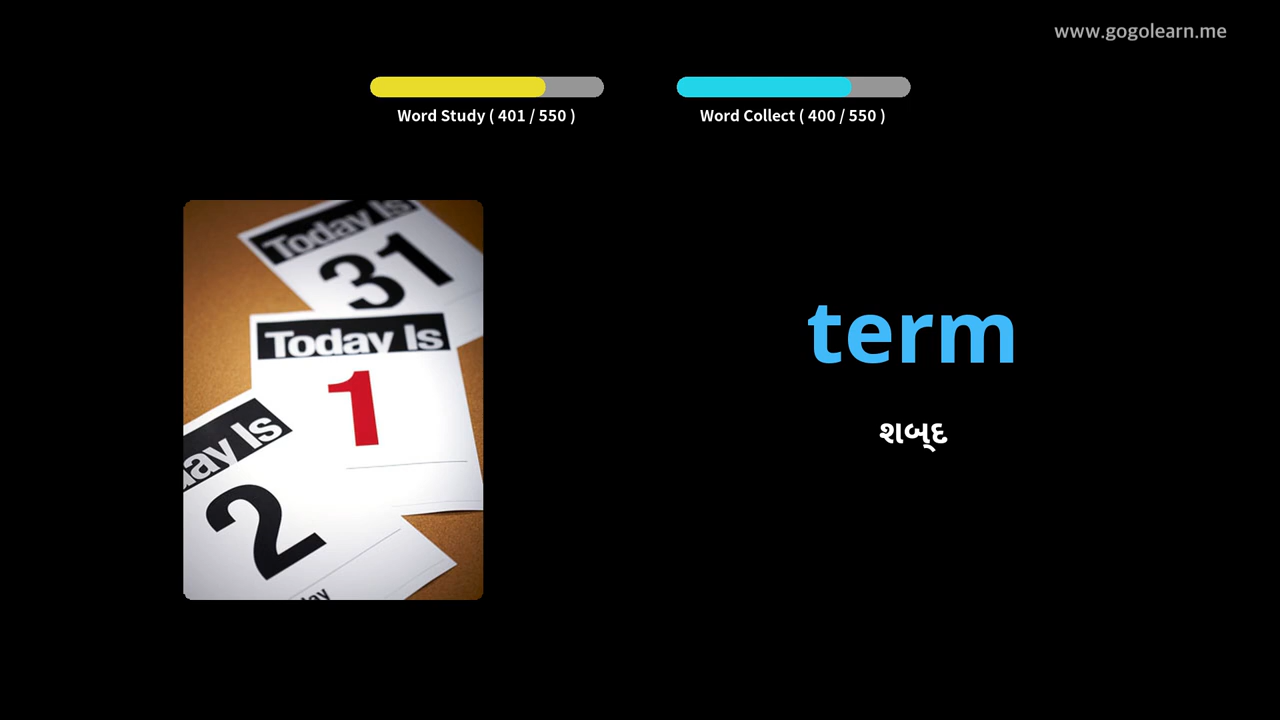 www.gogolearn.me
Word Study ( 401 / 550 )
Word Collect ( 400 / 550 )
Today Is
31
Today Is
1
ay Is
2
term
શબ્દ